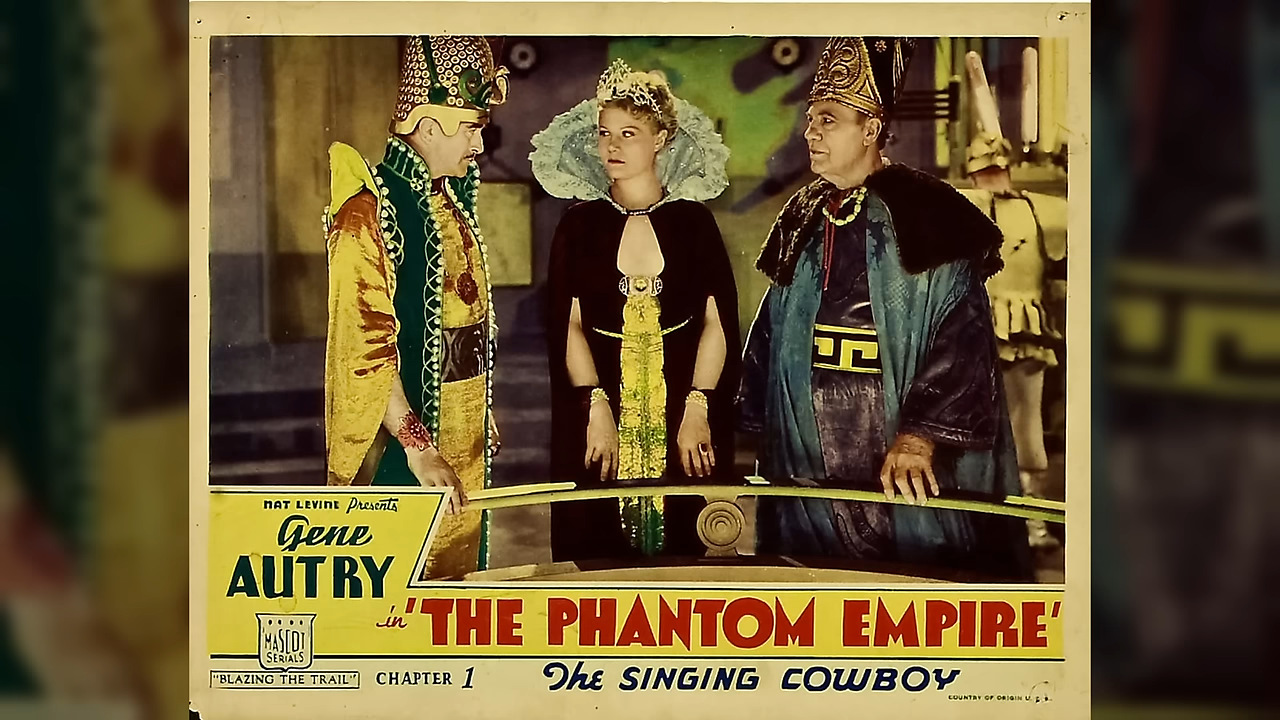 NAT LEVINE Presents
Gene
AUTRY
in 'THE PHANTOM EMPIRE'
MASCOT
SERIALS
"BLAZING THE TRAIL"
CHAPTER 1
The SINGING COWBOY
COUNTRY OF ORIGIN U.